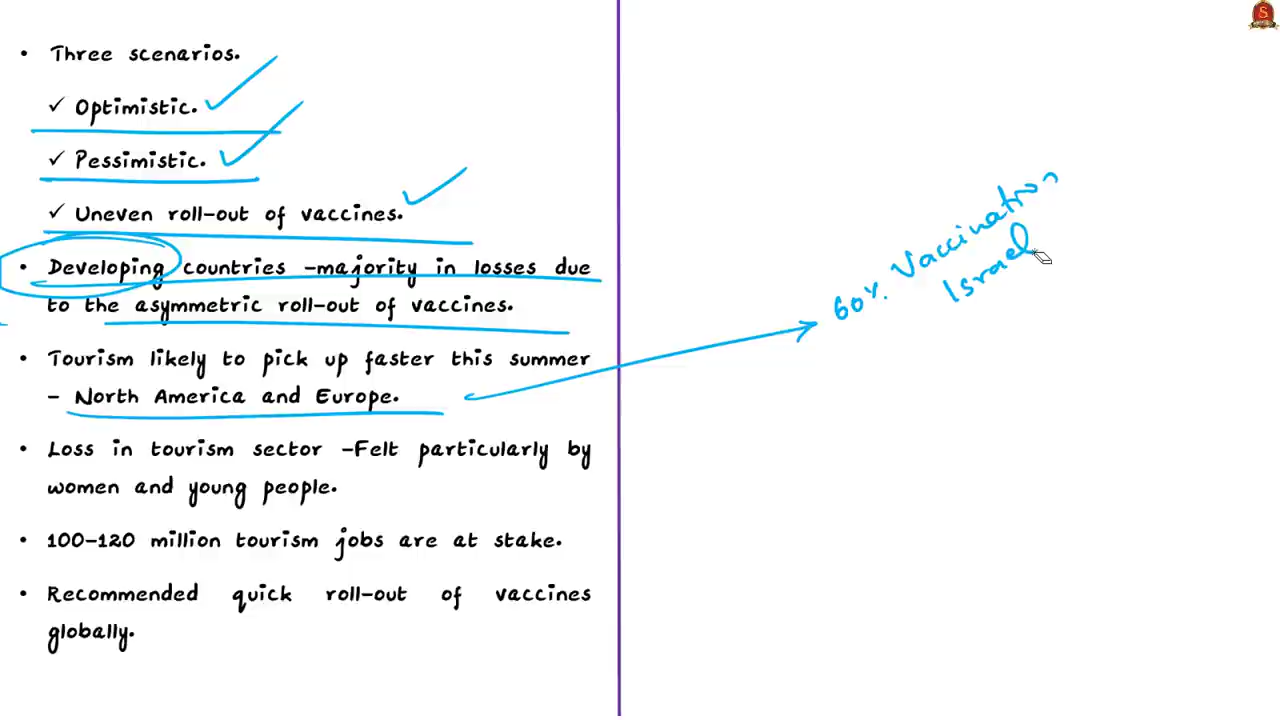 • Three scenarios.
✓ Optimistic.
✓ Pessimistic.
✓ Uneven roll-out of vaccines.
• Developing countries –majority in losses due
to the asymmetric roll-out of vaccines.
• Tourism likely to pick up faster this summer
– North America and Europe.
• Loss in tourism sector –Felt particularly by
women and young people.
• 100–120 million tourism jobs are at stake.
• Recommended quick roll-out of vaccines
globally.
60% Vaccination
Israel
S